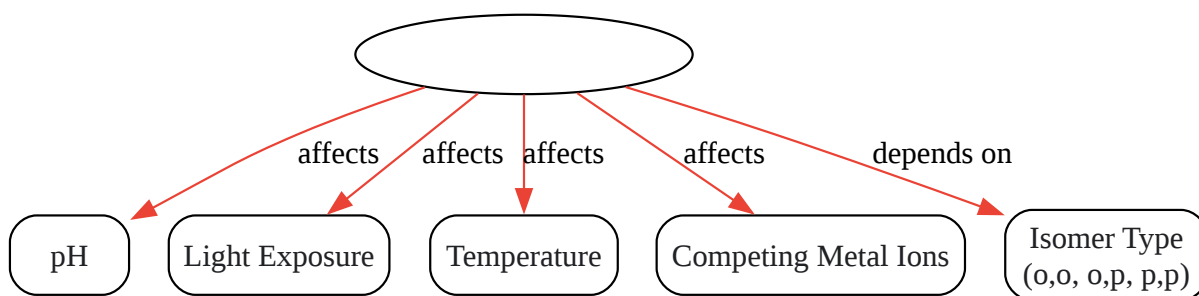 affects
affects
affects
affects
depends on
pH
Light Exposure
Temperature
Competing Metal Ions
Isomer Type
(o,o, o,p, p,p)